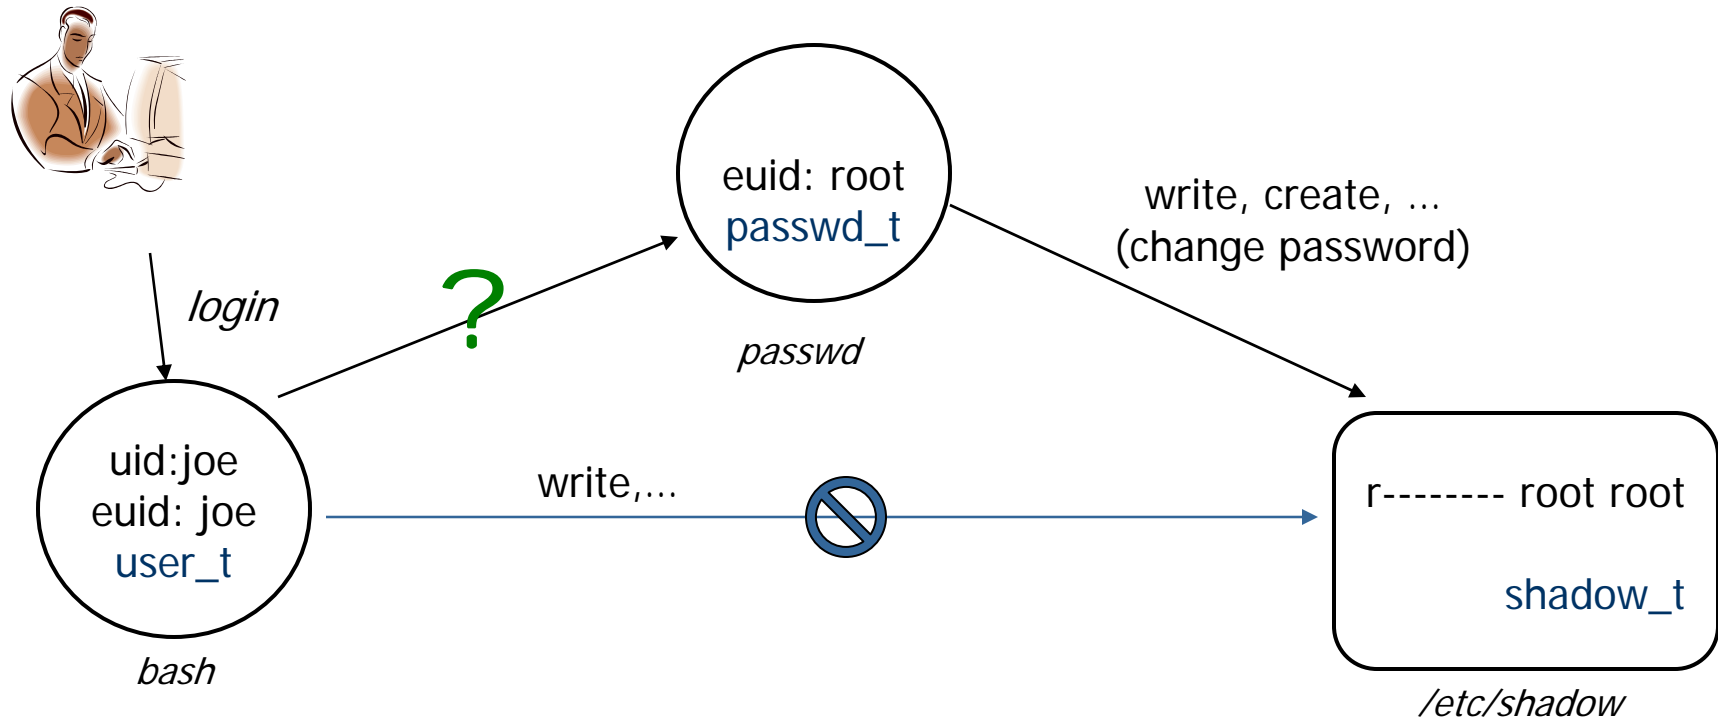 euid: root
passwd_t
passwd
write, create, ...
(change password)
login
?
uid:joe
euid: joe
user_t
bash
write,...
r-------- root root
shadow_t
/etc/shadow